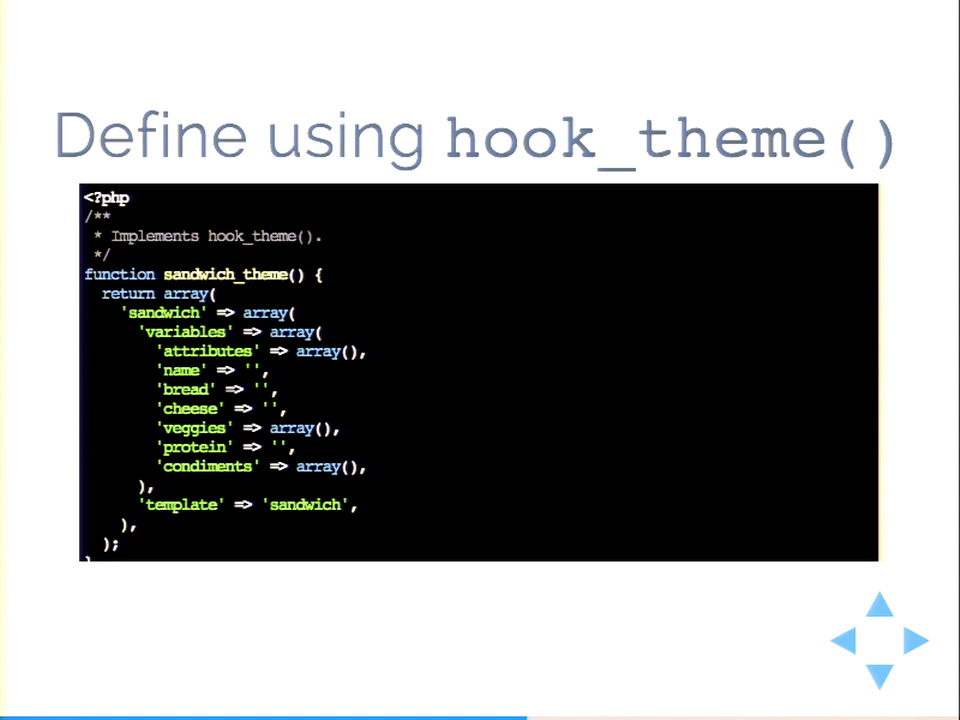 Define using hook_theme()
<?php
/**
 * Implements hook_theme().
 */
function sandwich_theme() {
  return array(
    'sandwich' => array(
      'variables' => array(
        'attributes' => array(),
        'name' => '',
        'bread' => '',
        'cheese' => '',
        'veggies' => array(),
        'protein' => '',
        'condiments' => array(),
      ),
      'template' => 'sandwich',
    ),
  );
}